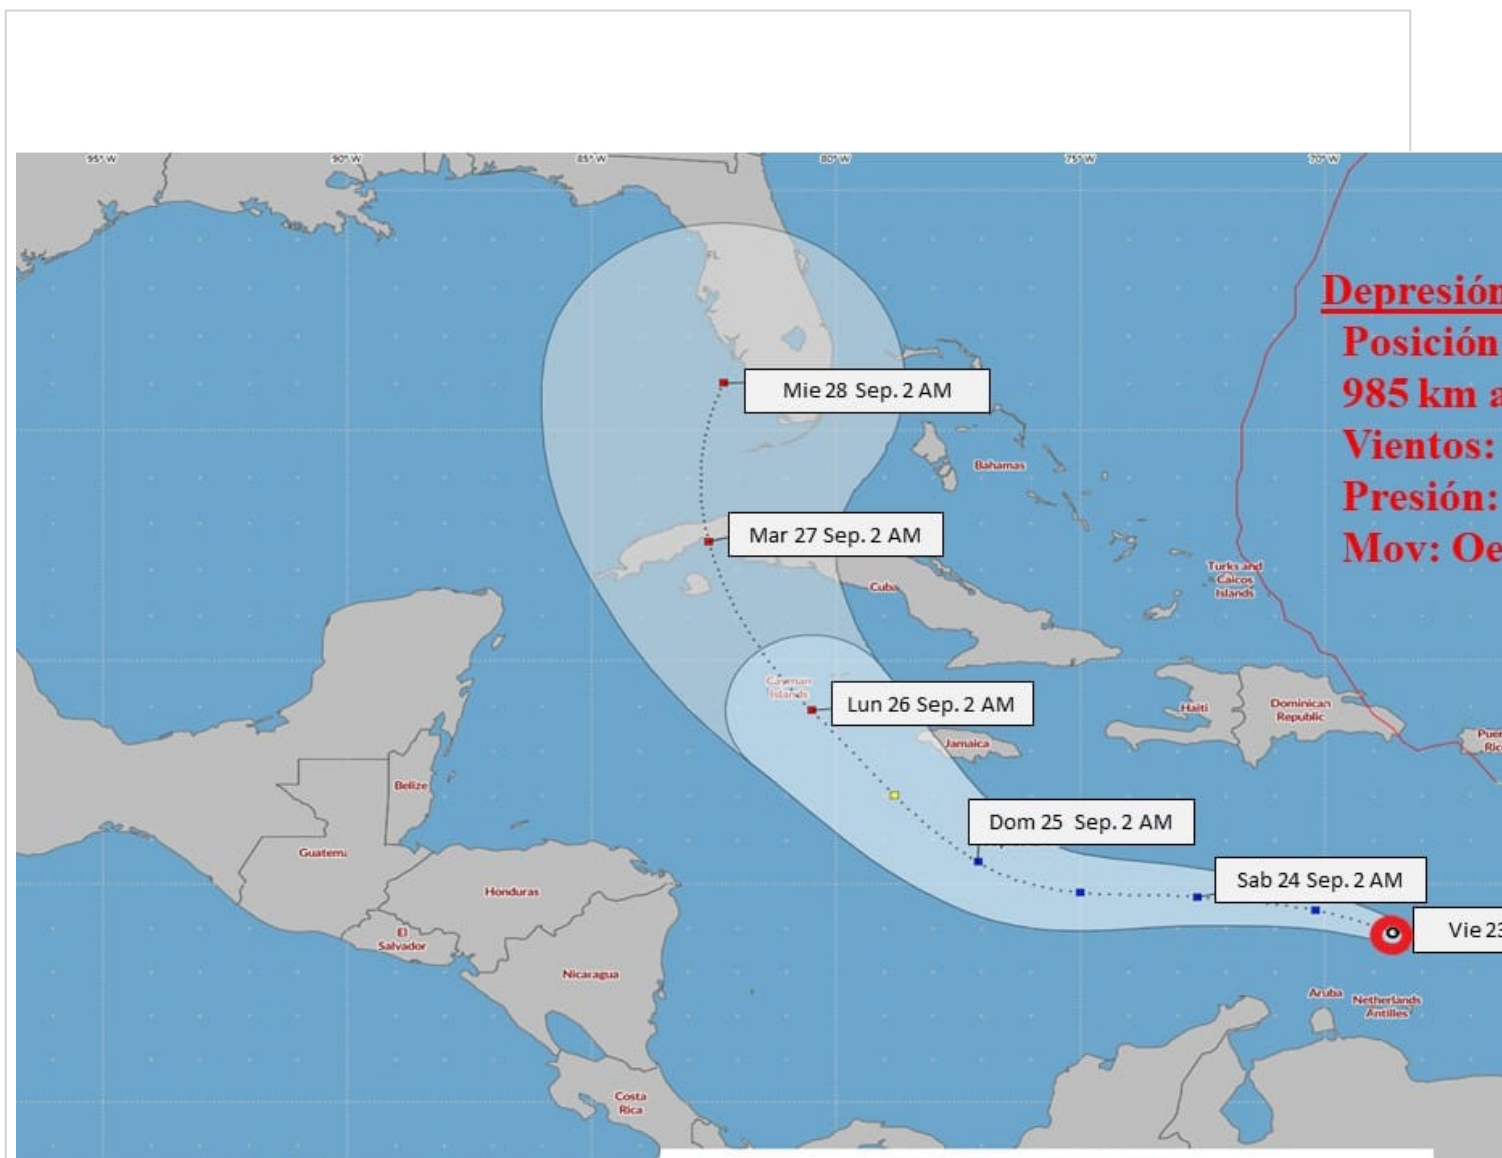 95° W 90° W 85° W 80° W 75° W 70° W
FL
Depresión
Posición
985 km a
Vientos:
Presión:
Mov: Oe
Mie 28 Sep. 2 AM
Bahamas
Mar 27 Sep. 2 AM
Turks and
Caicos
Islands
Cuba
Cayman
Islands
Lun 26 Sep. 2 AM
Haiti
Dominican
Republic
Puer
Ric
Jamaica
Belize
Dom 25 Sep. 2 AM
Guatema
Honduras
Sab 24 Sep. 2 AM
El
Salvador
Vie 23
Nicaragua
Aruba
Netherlands
Antilles
Costa
Rica